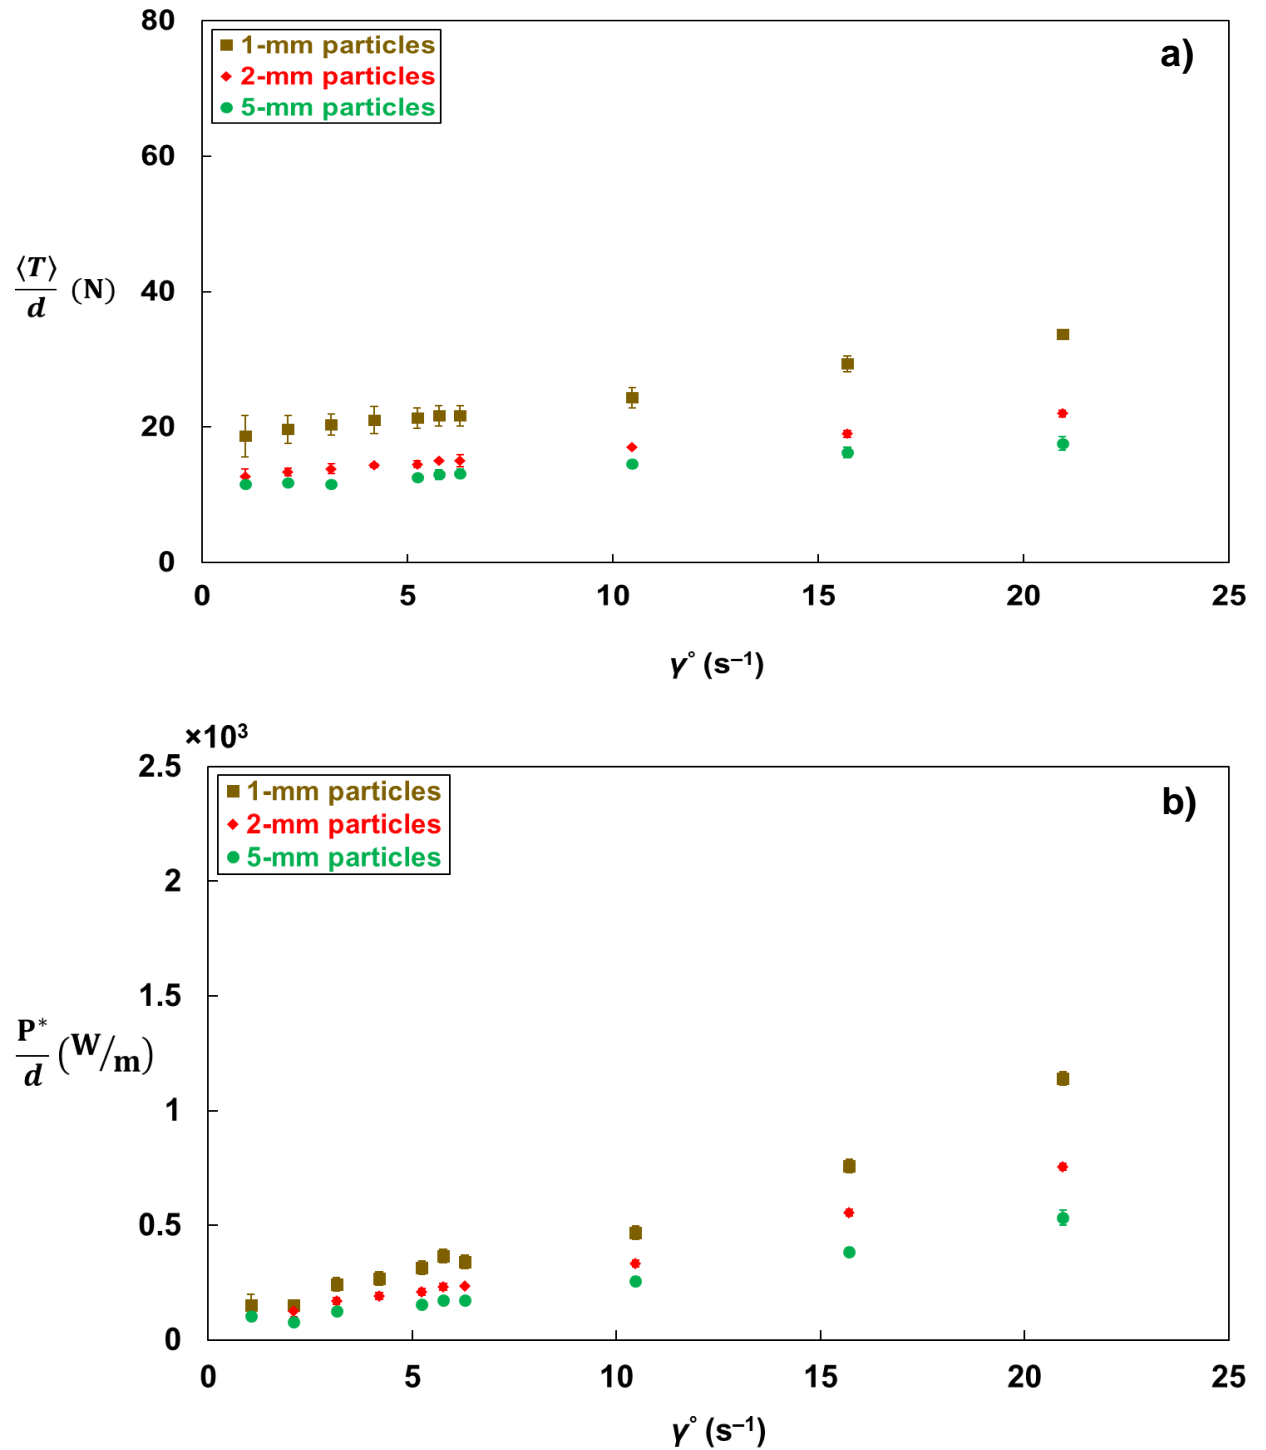 80
1-mm particles
2-mm particles
5-mm particles
a)
60
⟨T⟩
d
(N)
40
20
0
0 5 10 15 20 25
γ° (s⁻¹)
×10³
2.5
1-mm particles
2-mm particles
5-mm particles
b)
2
1.5
P*
d
(W/m)
1
0.5
0
0 5 10 15 20 25
γ° (s⁻¹)